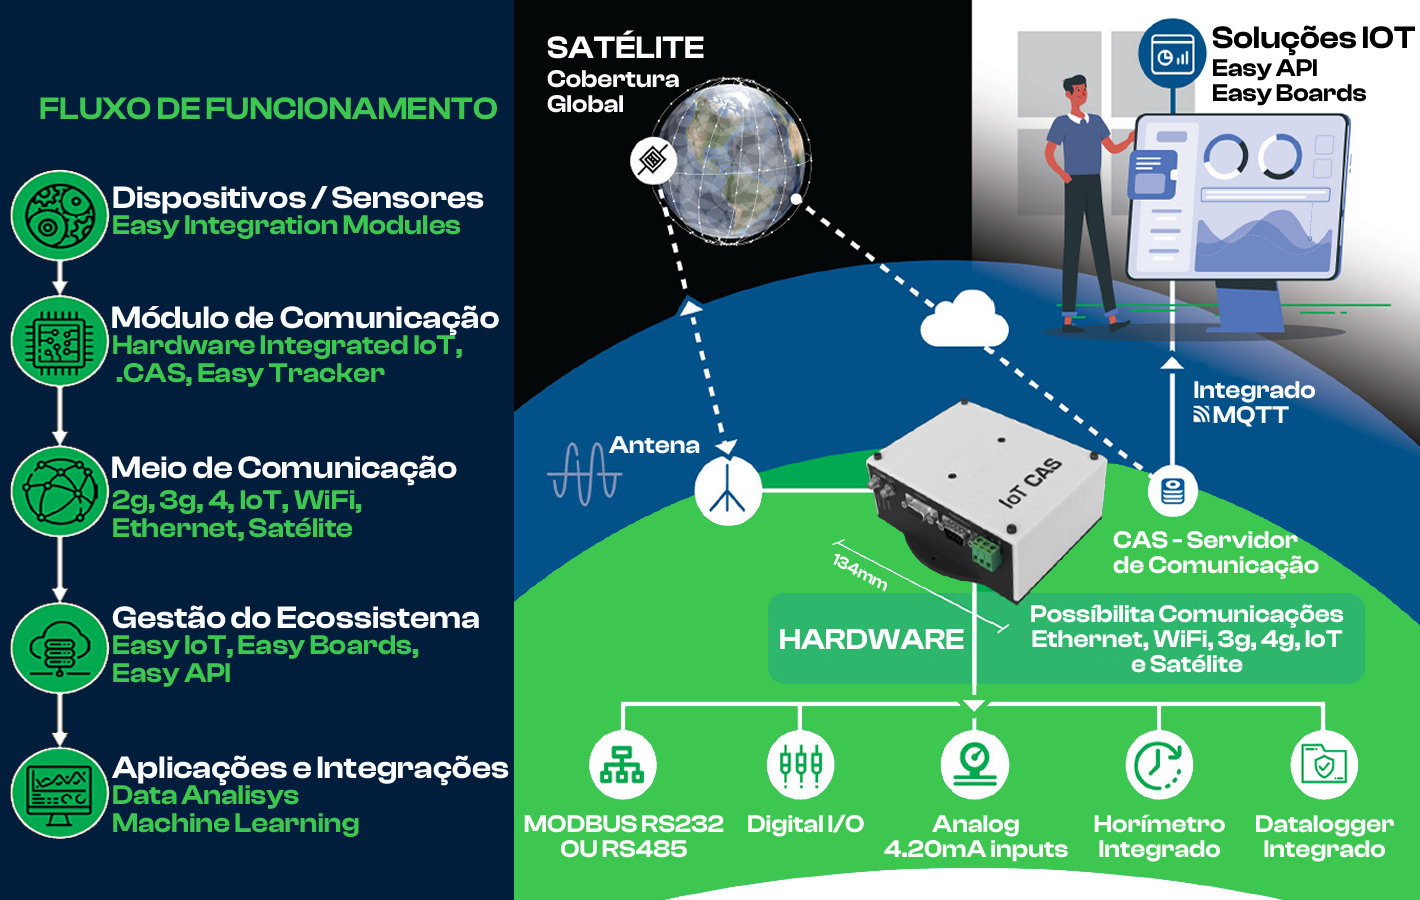 FLUXO DE FUNCIONAMENTO
Dispositivos / Sensores
Easy Integration Modules
Módulo de Comunicação
Hardware Integrated IoT,
.CAS, Easy Tracker
Meio de Comunicação
2g, 3g, 4, IoT, WiFi,
Ethernet, Satélite
Gestão do Ecossistema
Easy IoT, Easy Boards,
Easy API
Aplicações e Integrações
Data Analisys
Machine Learning
SATÉLITE
Cobertura
Global
Soluções IOT
Easy API
Easy Boards
Integrado
MQTT
Antena
IoT CAS
134mm
CAS - Servidor
de Comunicação
HARDWARE
Possíbilita Comunicações
Ethernet, WiFi, 3g, 4g, IoT
e Satélite
MODBUS RS232
OU RS485
Digital I/O
Analog
4.20mA inputs
Horímetro
Integrado
Datalogger
Integrado